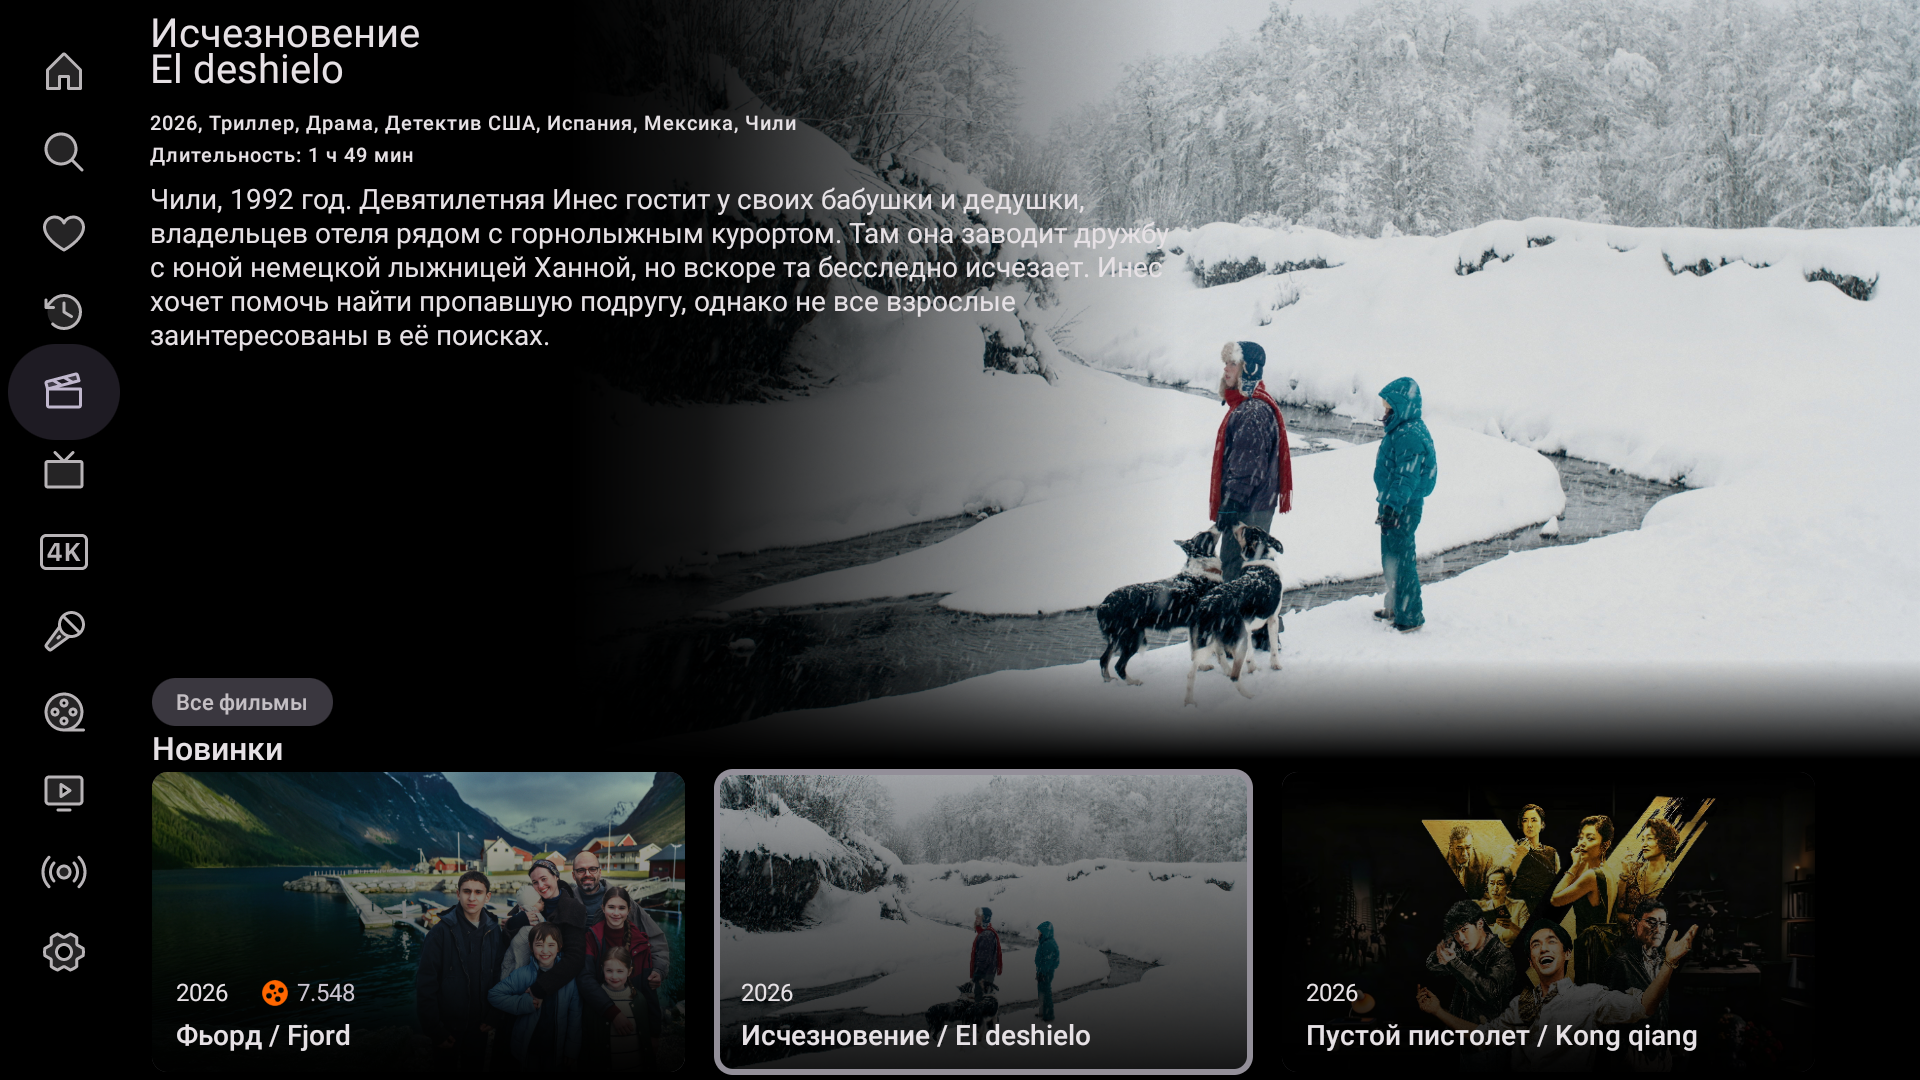 Исчезновение
El deshielo
2026, Триллер, Драма, Детектив США, Испания, Мексика, Чили
Длительность: 1 ч 49 мин
Чили, 1992 год. Девятилетняя Инес гостит у своих бабушки и дедушки,
владельцев отеля рядом с горнолыжным курортом. Там она заводит дружбу
с юной немецкой лыжницей Ханной, но вскоре та бесследно исчезает. Инес
хочет помочь найти пропавшую подругу, однако не все взрослые
заинтересованы в её поисках.
4K
Все фильмы
Новинки
2026 7.548
Фьорд / Fjord
2026
Исчезновение / El deshielo
2026
Пустой пистолет / Kong qiang